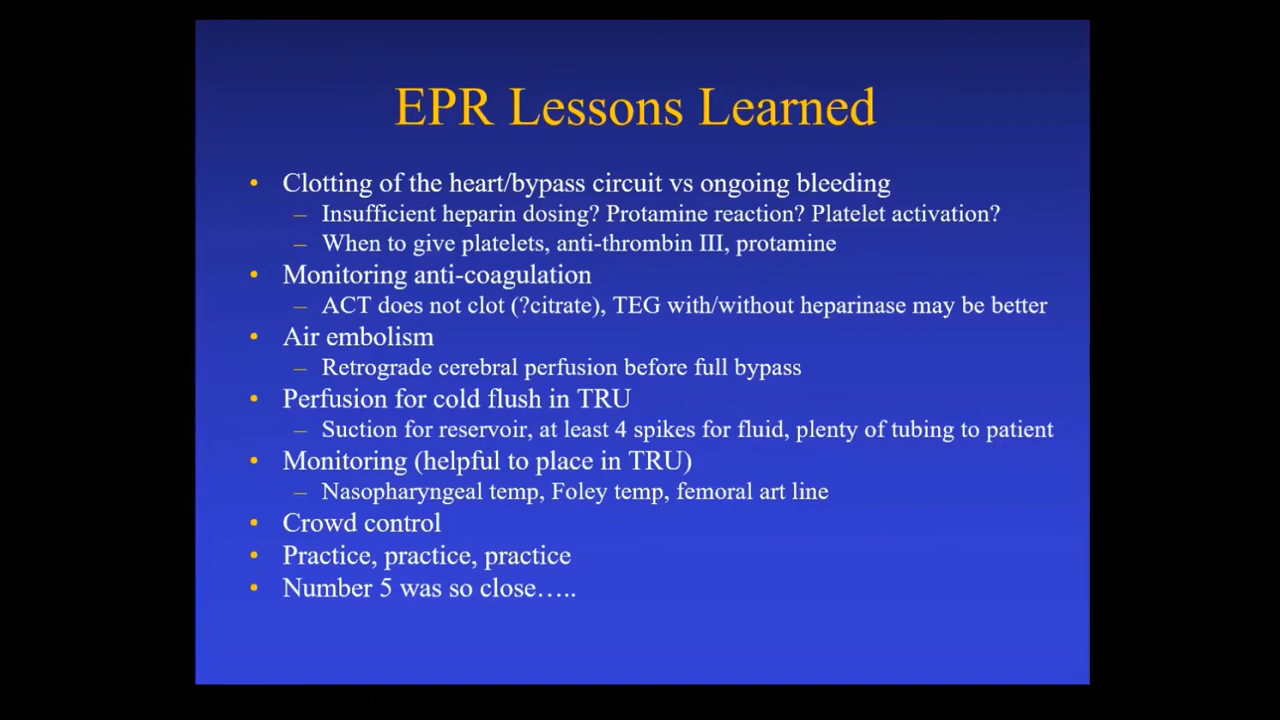 EPR Lessons Learned
• Clotting of the heart/bypass circuit vs ongoing bleeding
– Insufficient heparin dosing? Protamine reaction? Platelet activation?
– When to give platelets, anti-thrombin III, protamine
• Monitoring anti-coagulation
– ACT does not clot (?citrate), TEG with/without heparinase may be better
• Air embolism
– Retrograde cerebral perfusion before full bypass
• Perfusion for cold flush in TRU
– Suction for reservoir, at least 4 spikes for fluid, plenty of tubing to patient
• Monitoring (helpful to place in TRU)
– Nasopharyngeal temp, Foley temp, femoral art line
• Crowd control
• Practice, practice, practice
• Number 5 was so close…..